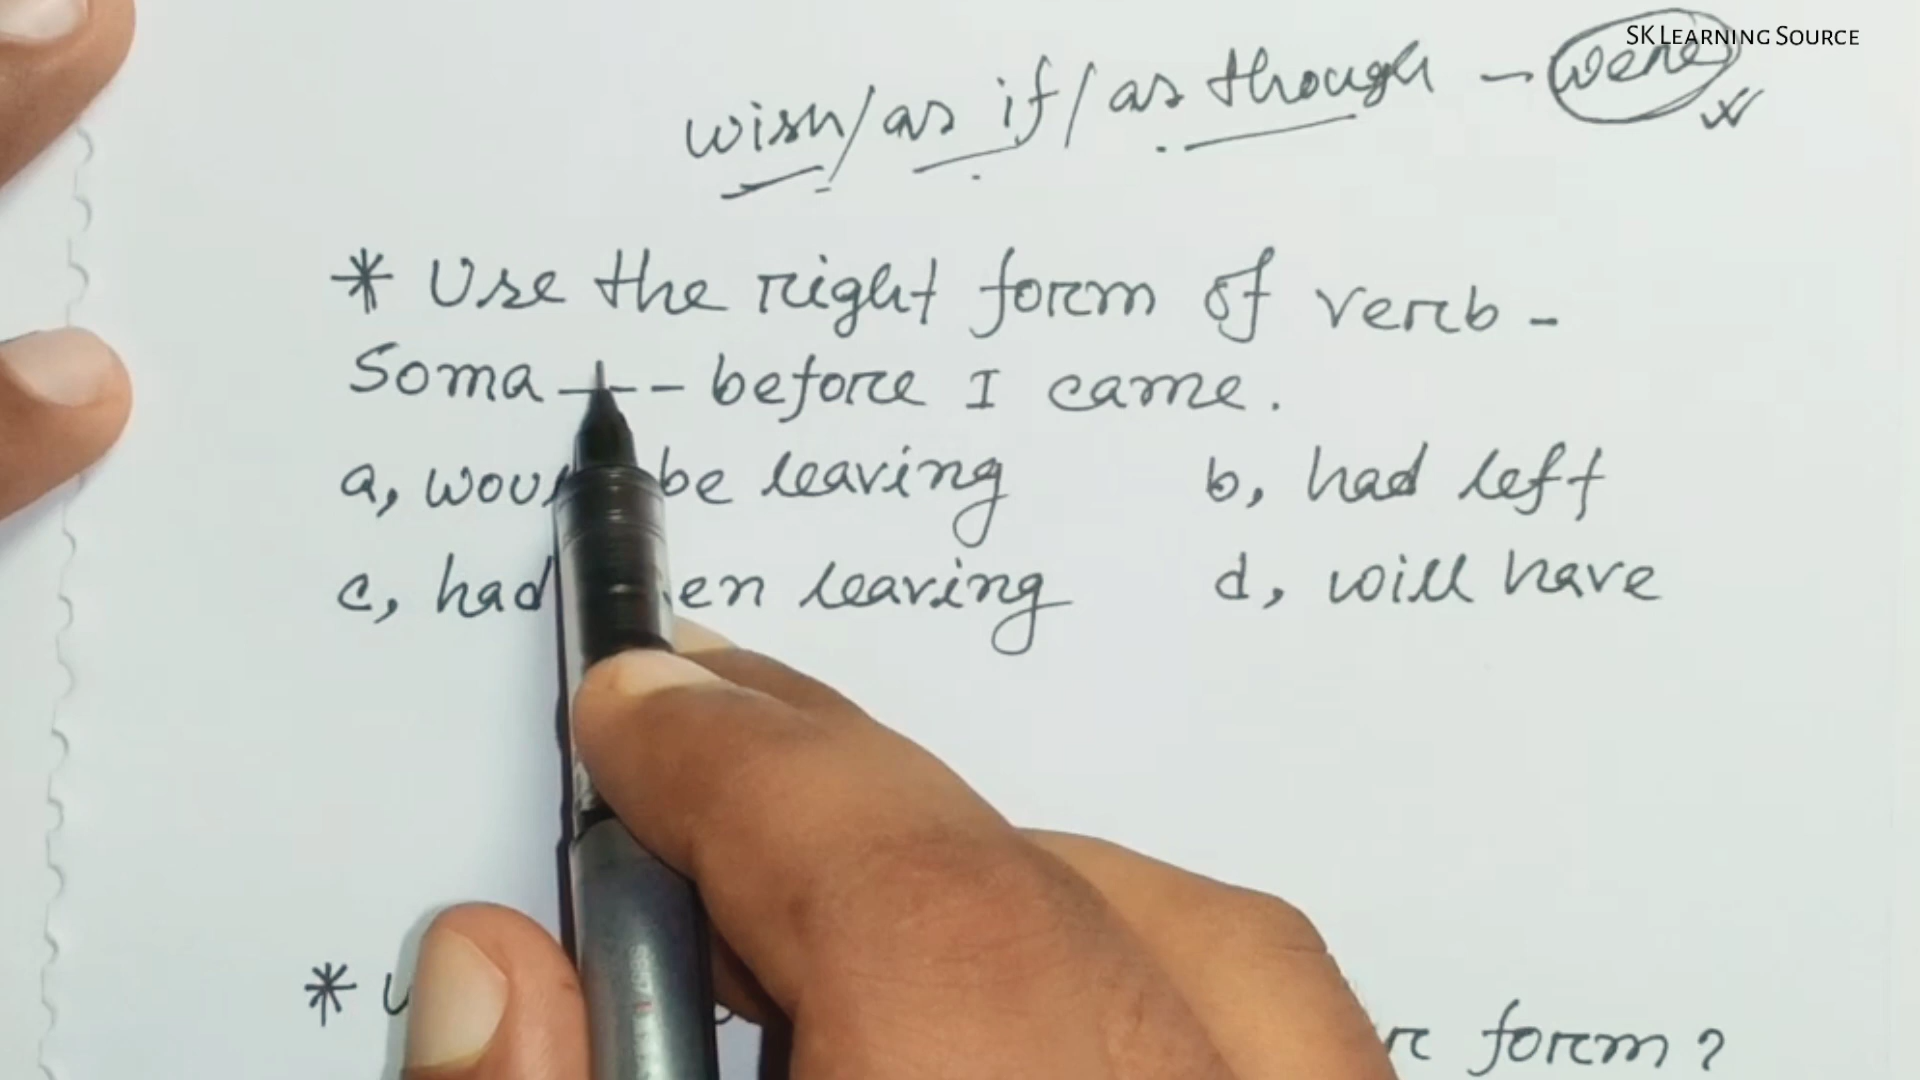 SK LEARNING SOURCE
wish/as if/as though - were
* Use the right form of verb -
Soma --- before I came.
a, be leaving
b, had left
c, had leaving
d, will have
* form?